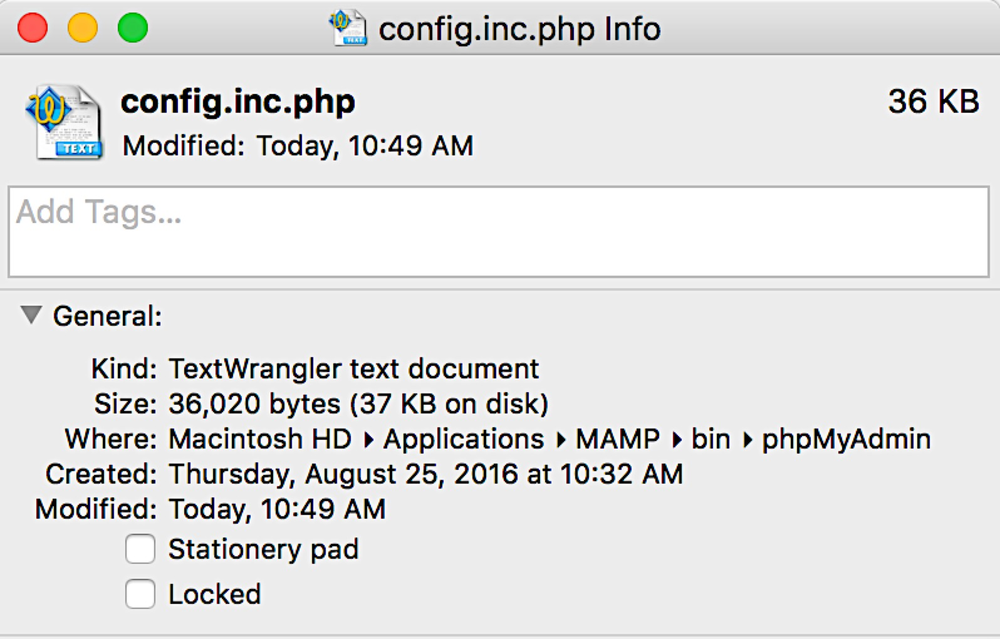 config.inc.php Info
config.inc.php 36 KB
Modified: Today, 10:49 AM
Add Tags...
General:
Kind: TextWrangler text document
Size: 36,020 bytes (37 KB on disk)
Where: Macintosh HD ▸ Applications ▸ MAMP ▸ bin ▸ phpMyAdmin
Created: Thursday, August 25, 2016 at 10:32 AM
Modified: Today, 10:49 AM
Stationery pad
Locked